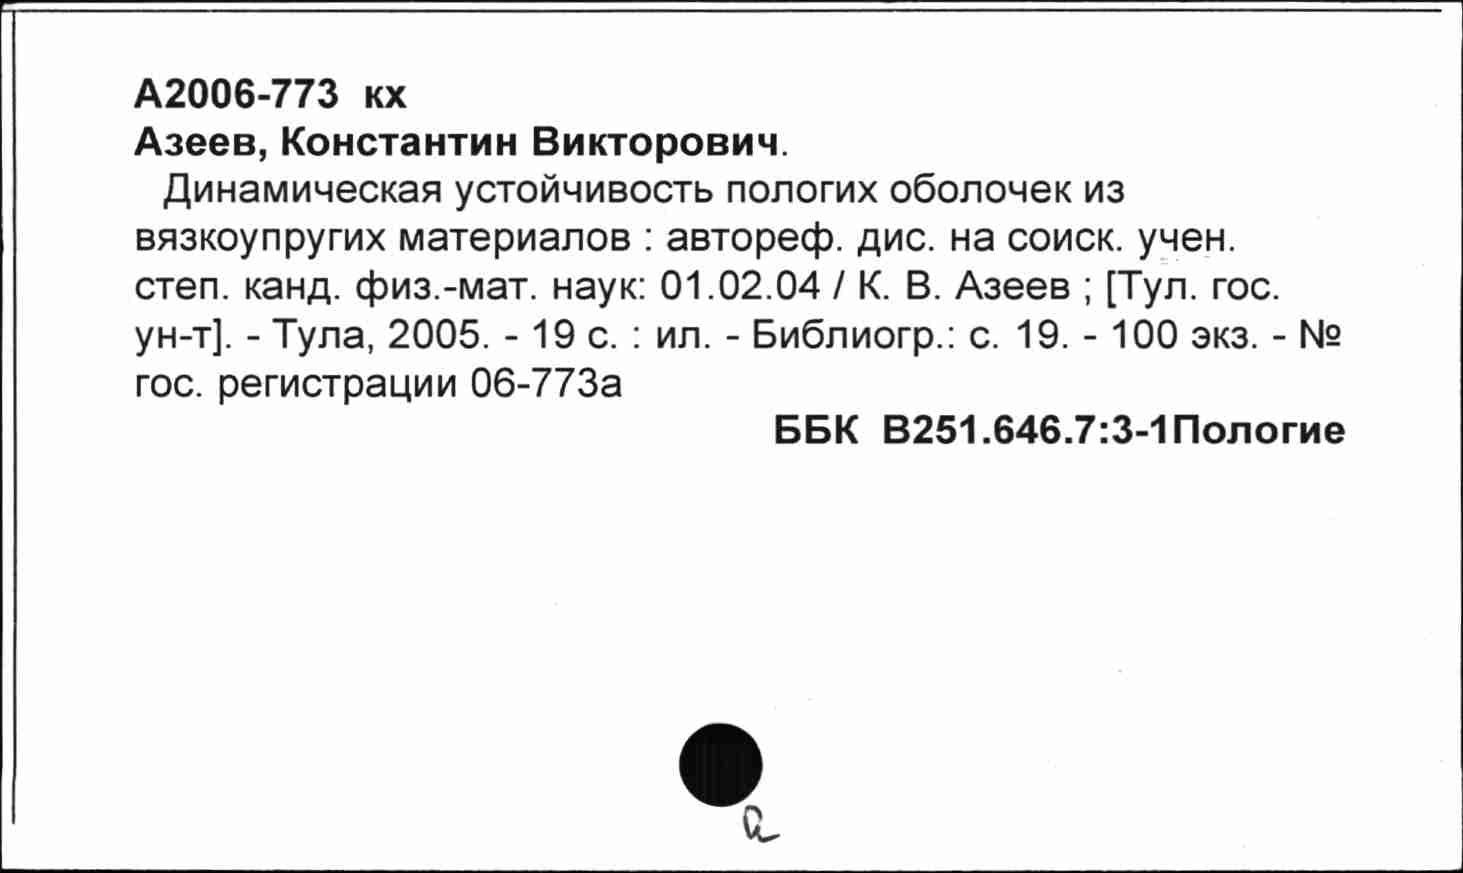 А2006-773 кх
Азеев, Константин Викторович.
Динамическая устойчивость пологих оболочек из
вязкоупругих материалов : автореф. дис. на соиск. учен.
степ. канд. физ.-мат. наук: 01.02.04 / К. В. Азеев ; [Тул. гос.
ун-т]. - Тула, 2005. - 19 с. : ил. - Библиогр.: с. 19. - 100 экз. - №
гос. регистрации 06-773а
ББК В251.646.7:3-1Пологие